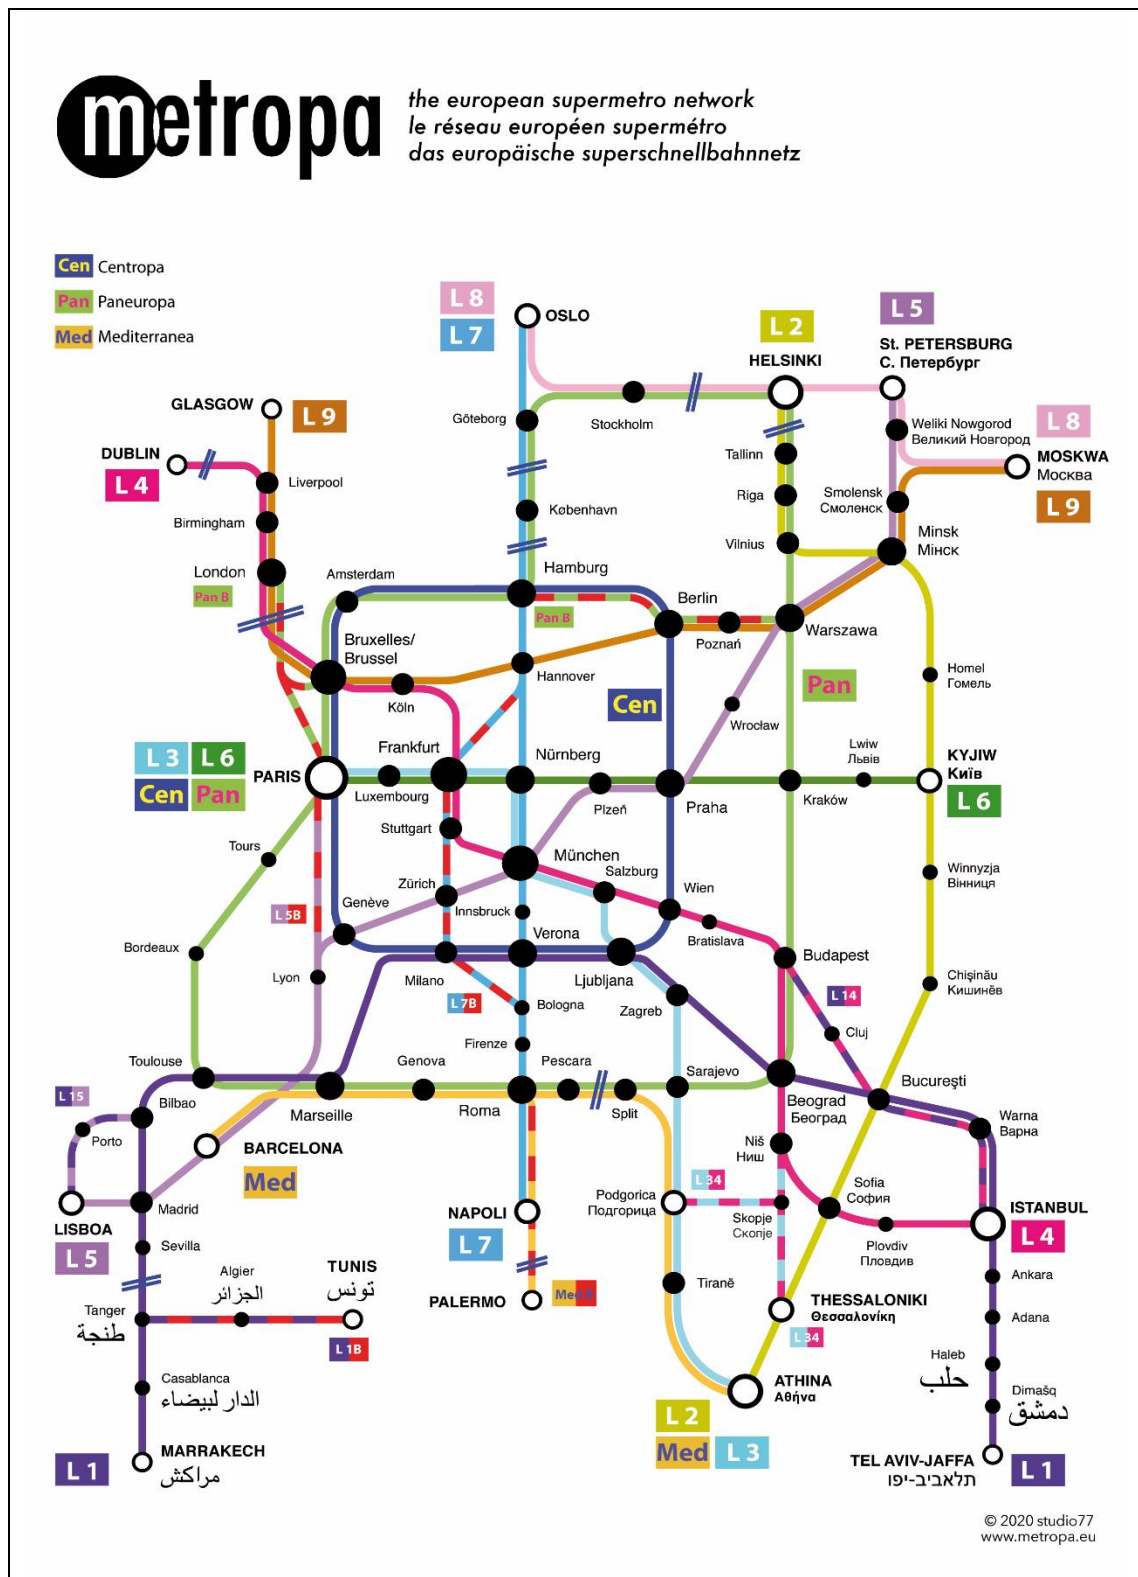 metropa
the european supermetro network
le réseau européen supermétro
das europäische superschnellbahnnetz
Cen Centropa
Pan Paneuropa
Med Mediterranea
L 8
L 7
OSLO
L 2
HELSINKI
L 5
St. PETERSBURG
С. Петербург
GLASGOW
L 9
DUBLIN
L 4
Liverpool
Birmingham
London
Pan B
Göteborg
Stockholm
København
Tallinn
Riga
Vilnius
Weliki Nowgorod
Великий Новгород
L 8
MOSKWA
Москва
L 9
Smolensk
Смоленск
Minsk
Мінск
Amsterdam
Hamburg
Pan B
Berlin
Poznań
Warszawa
Bruxelles/
Brussel
Köln
Hannover
Cen
Pan
Wrocław
Homel
Гомель
L 3 L 6
Cen Pan
PARIS
Luxembourg
Frankfurt
Nürnberg
Plzeň
Praha
Kraków
Lwiw
Львів
KYJIW
Київ
L 6
Stuttgart
Tours
München
Salzburg
Zürich
Innsbruck
Wien
Bratislava
Winnyzja
Вінниця
L 5B
Genève
Bordeaux
Lyon
Milano
Verona
Ljubljana
Budapest
L 14
Cluj
Chişinău
Кишинёв
L 7B
Bologna
Zagreb
Firenze
Toulouse
Genova
Pescara
Sarajevo
Bucureşti
L 15
Bilbao
Porto
Marseille
Roma
Split
Beograd
Београд
Warna
Варна
BARCELONA
Med
Niš
Ниш
L 34
Sofia
София
LISBOA
L 5
Madrid
Sevilla
NAPOLI
L 7
Podgorica
Подгорица
Skopje
Скопје
Plovdiv
Пловдив
ISTANBUL
L 4
Algier
الجزائر
TUNIS
تونس
Tanger
طنجة
L 1B
PALERMO
Med B
Tiranë
THESSALONIKI
Θεσσαλονίκη
L 34
Ankara
Adana
Haleb
حلب
Casablanca
الدار لبيضاء
ATHINA
Αθήνα
L 2
Med L 3
Dimašq
دمشق
L 1
MARRAKECH
مراكش
TEL AVIV-JAFFA
תלאביב-יפו
L 1
© 2020 studio77
www.metropa.eu